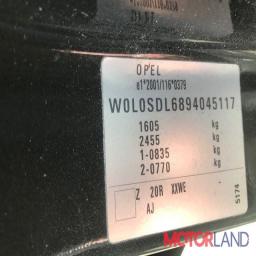 OPEL
e1*2001/116*0379
W0L0SDL6894045117
1605 kg
2455 kg
1-0835 kg
2-0770 kg
Z 20R XXWE
AJ
5174
MOTORLAND